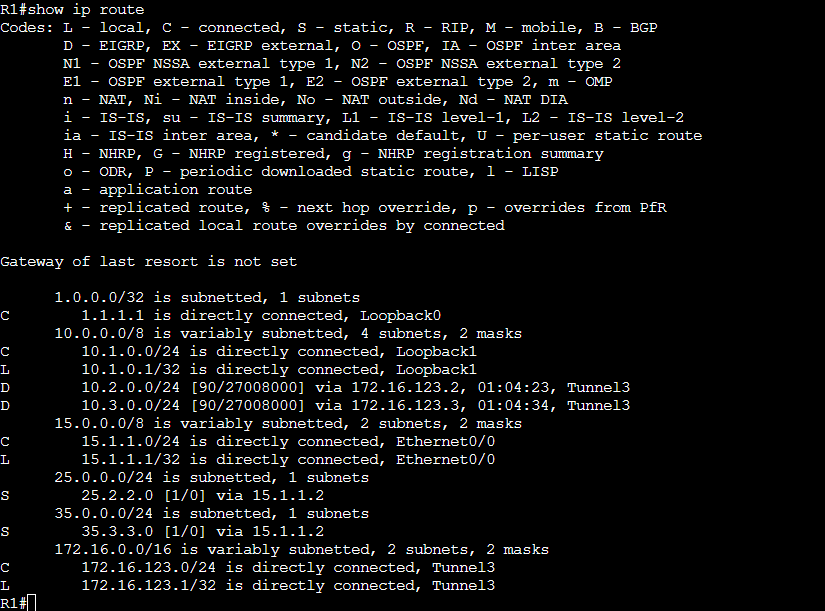 R1#show ip route
Codes: L - local, C - connected, S - static, R - RIP, M - mobile, B - BGP
       D - EIGRP, EX - EIGRP external, O - OSPF, IA - OSPF inter area
       N1 - OSPF NSSA external type 1, N2 - OSPF NSSA external type 2
       E1 - OSPF external type 1, E2 - OSPF external type 2, m - OMP
       n - NAT, Ni - NAT inside, No - NAT outside, Nd - NAT DIA
       i - IS-IS, su - IS-IS summary, L1 - IS-IS level-1, L2 - IS-IS level-2
       ia - IS-IS inter area, * - candidate default, U - per-user static route
       H - NHRP, G - NHRP registered, g - NHRP registration summary
       o - ODR, P - periodic downloaded static route, l - LISP
       a - application route
       + - replicated route, % - next hop override, p - overrides from PfR
       & - replicated local route overrides by connected

Gateway of last resort is not set

      1.0.0.0/32 is subnetted, 1 subnets
C        1.1.1.1 is directly connected, Loopback0
      10.0.0.0/8 is variably subnetted, 4 subnets, 2 masks
C        10.1.0.0/24 is directly connected, Loopback1
L        10.1.0.1/32 is directly connected, Loopback1
D        10.2.0.0/24 [90/27008000] via 172.16.123.2, 01:04:23, Tunnel3
D        10.3.0.0/24 [90/27008000] via 172.16.123.3, 01:04:34, Tunnel3
      15.0.0.0/8 is variably subnetted, 2 subnets, 2 masks
C        15.1.1.0/24 is directly connected, Ethernet0/0
L        15.1.1.1/32 is directly connected, Ethernet0/0
      25.0.0.0/24 is subnetted, 1 subnets
S        25.2.2.0 [1/0] via 15.1.1.2
      35.0.0.0/24 is subnetted, 1 subnets
S        35.3.3.0 [1/0] via 15.1.1.2
      172.16.0.0/16 is variably subnetted, 2 subnets, 2 masks
C        172.16.123.0/24 is directly connected, Tunnel3
L        172.16.123.1/32 is directly connected, Tunnel3
R1#